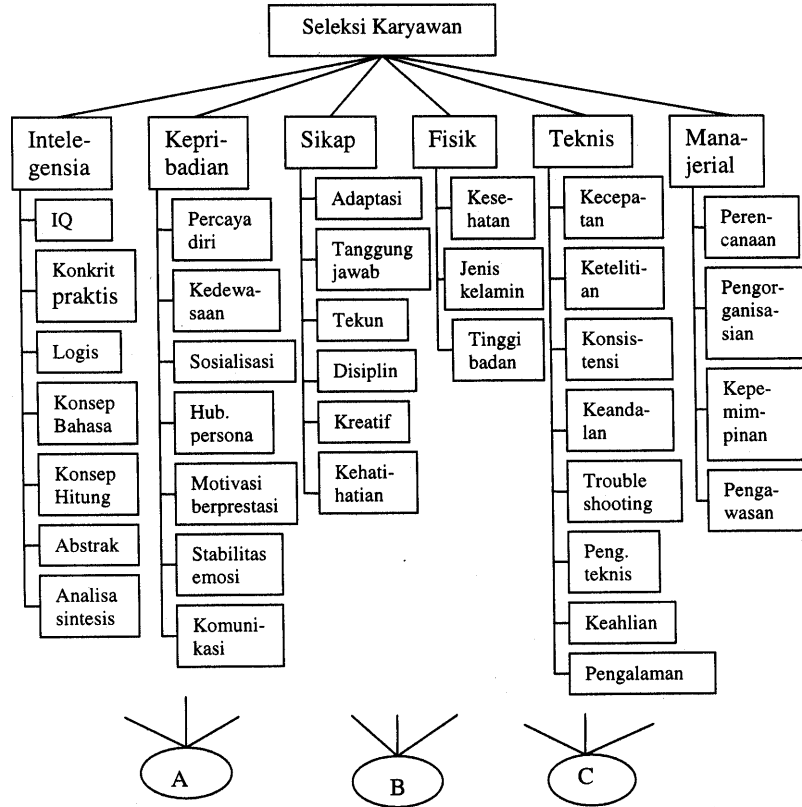 Seleksi Karyawan
Intele-
gensia
IQ
Konkrit
praktis
Logis
Konsep
Bahasa
Konsep
Hitung
Abstrak
Analisa
sintesis
Kepri-
badian
Percaya
diri
Kedewa-
saan
Sosialisasi
Hub.
persona
Motivasi
berprestasi
Stabilitas
emosi
Komuni-
kasi
Sikap
Adaptasi
Tanggung
jawab
Tekun
Disiplin
Kreatif
Kehati-
hatian
Fisik
Kese-
hatan
Jenis
kelamin
Tinggi
badan
Teknis
Kecepa-
tan
Keteliti-
an
Konsis-
tensi
Keanda-
lan
Trouble
shooting
Peng.
teknis
Keahlian
Pengalaman
Mana-
jerial
Peren-
canaan
Pengor-
ganisa-
sian
Kepe-
mim-
pinan
Penga-
wasan
A
B
C